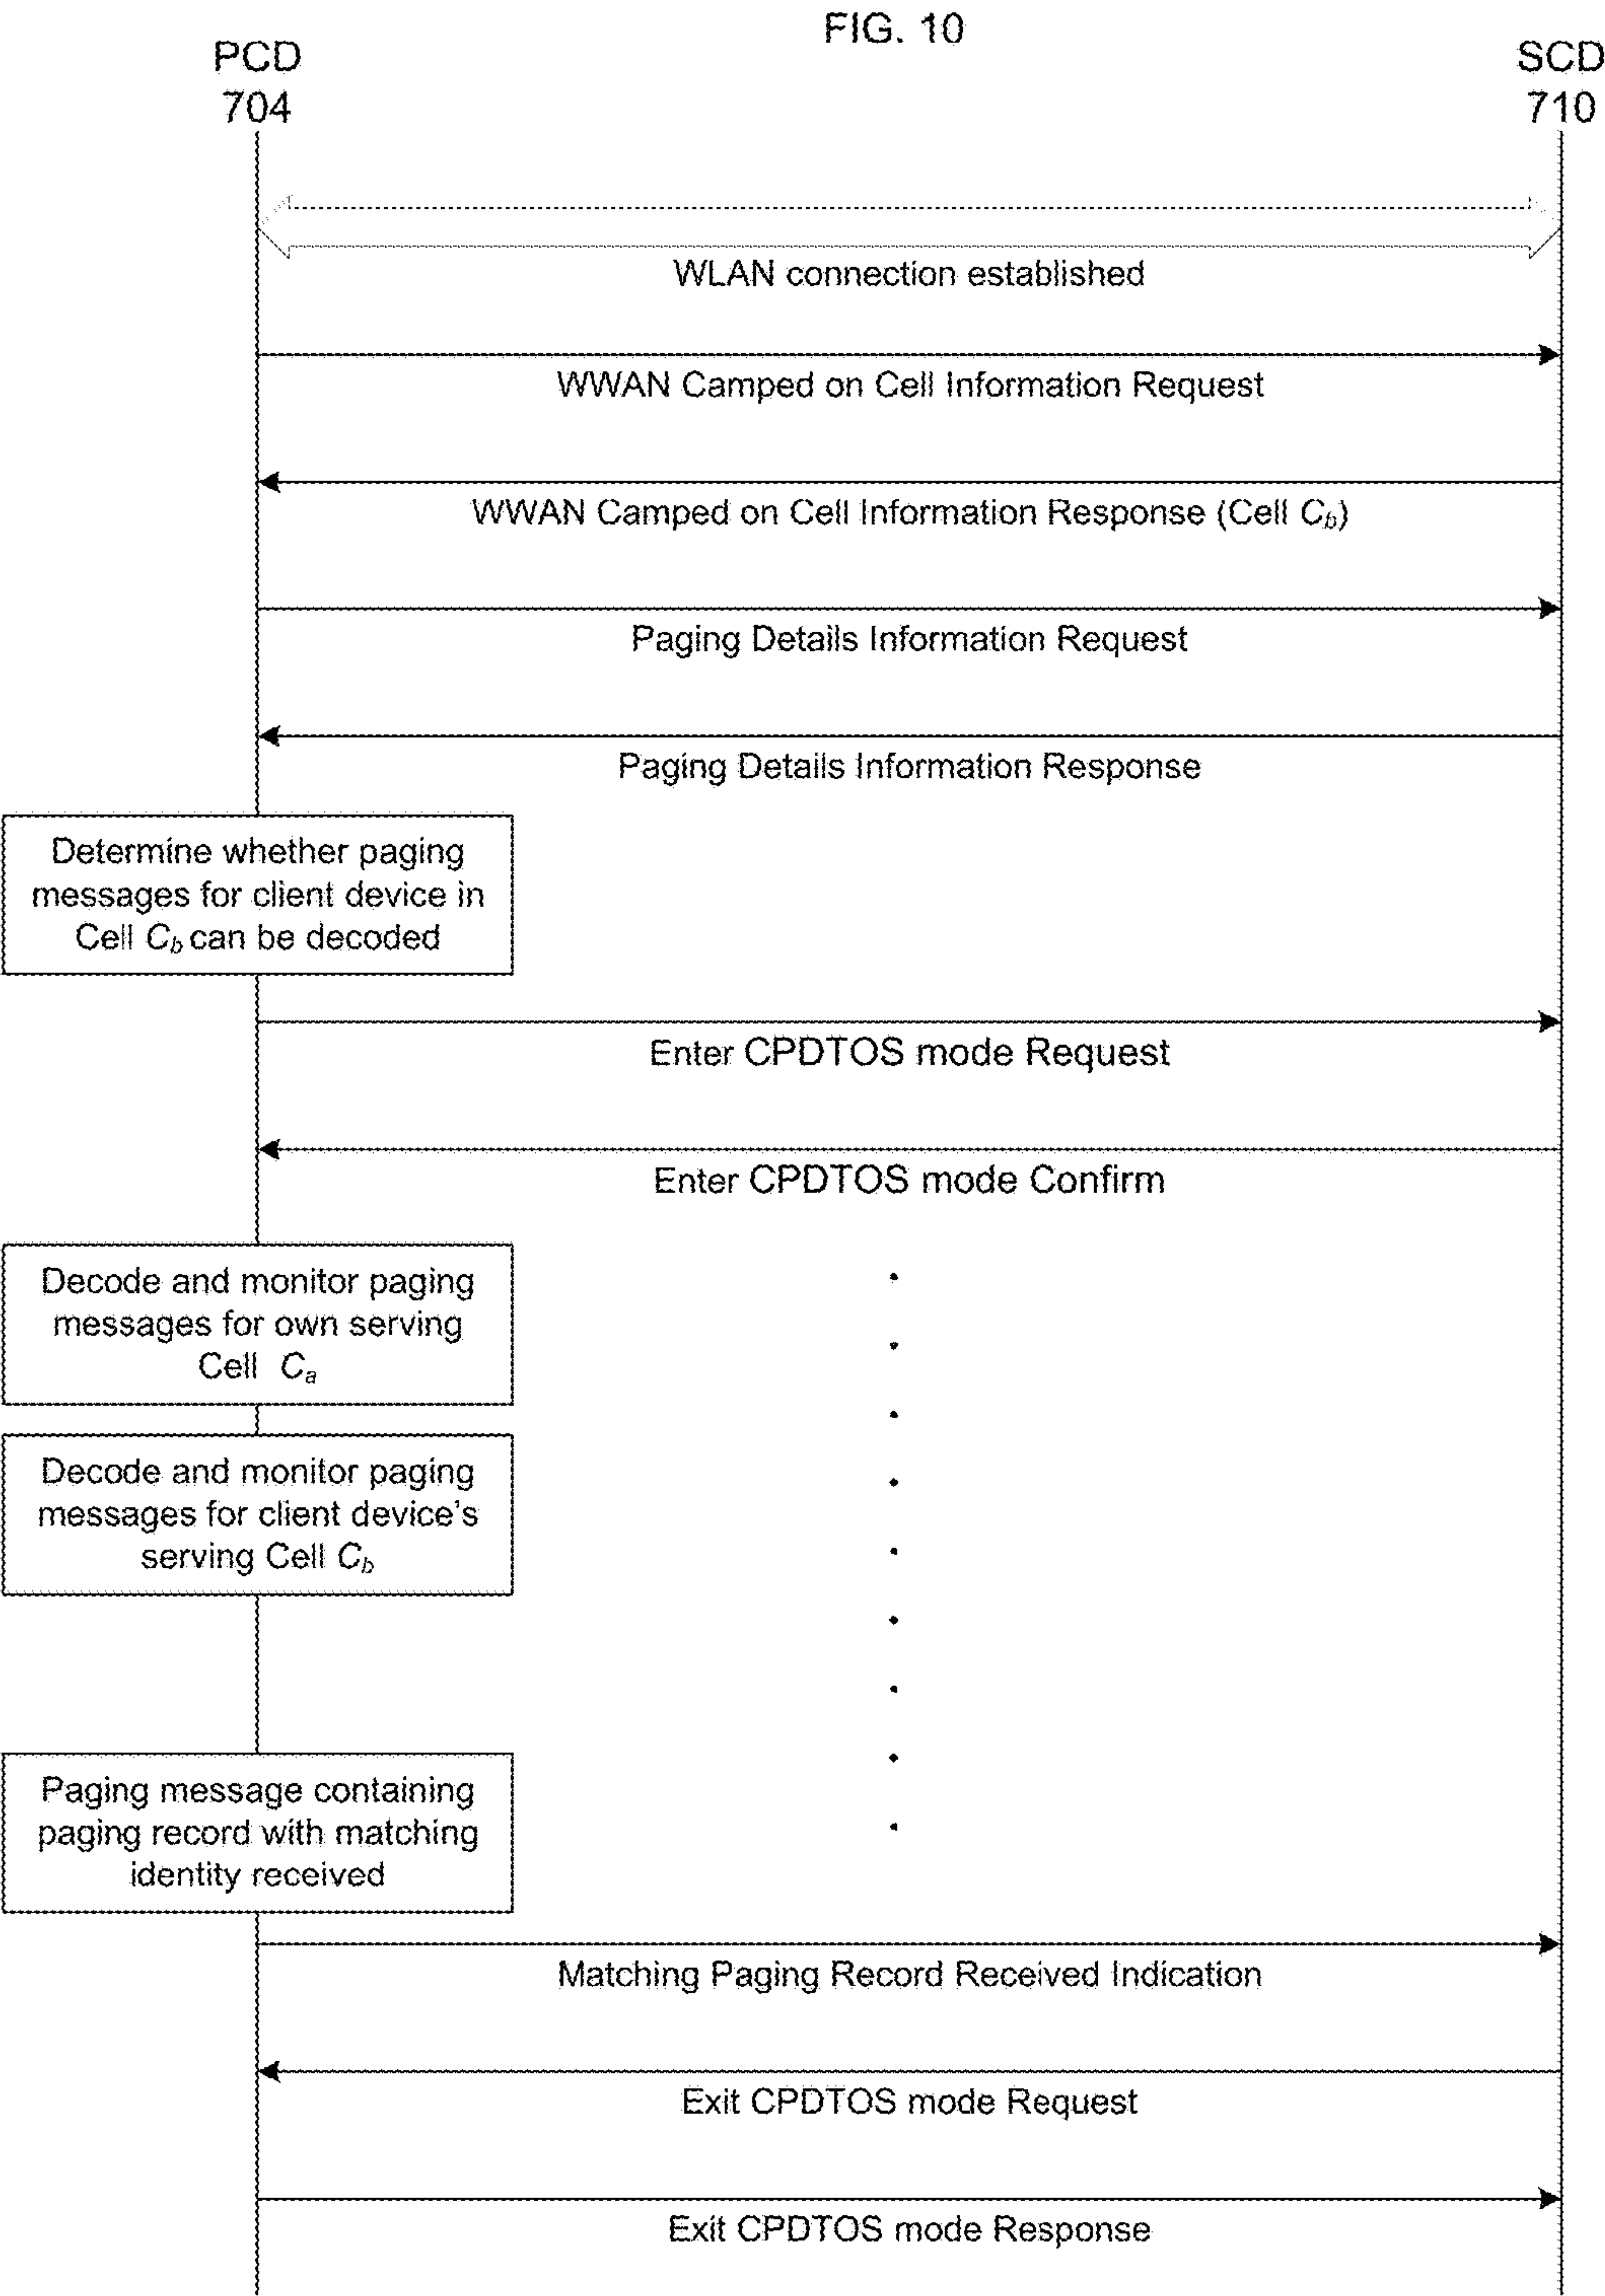 FIG. 10
PCD
704
SCD
710
WLAN connection established
WWAN Camped on Cell Information Request
WWAN Camped on Cell Information Response (Cell Cb)
Paging Details Information Request
Paging Details Information Response
Determine whether paging
messages for client device in
Cell Cb can be decoded
Enter CPDTOS mode Request
Enter CPDTOS mode Confirm
Decode and monitor paging
messages for own serving
Cell Ca
Decode and monitor paging
messages for client device's
serving Cell Cb
Paging message containing
paging record with matching
identity received
Matching Paging Record Received Indication
Exit CPDTOS mode Request
Exit CPDTOS mode Response